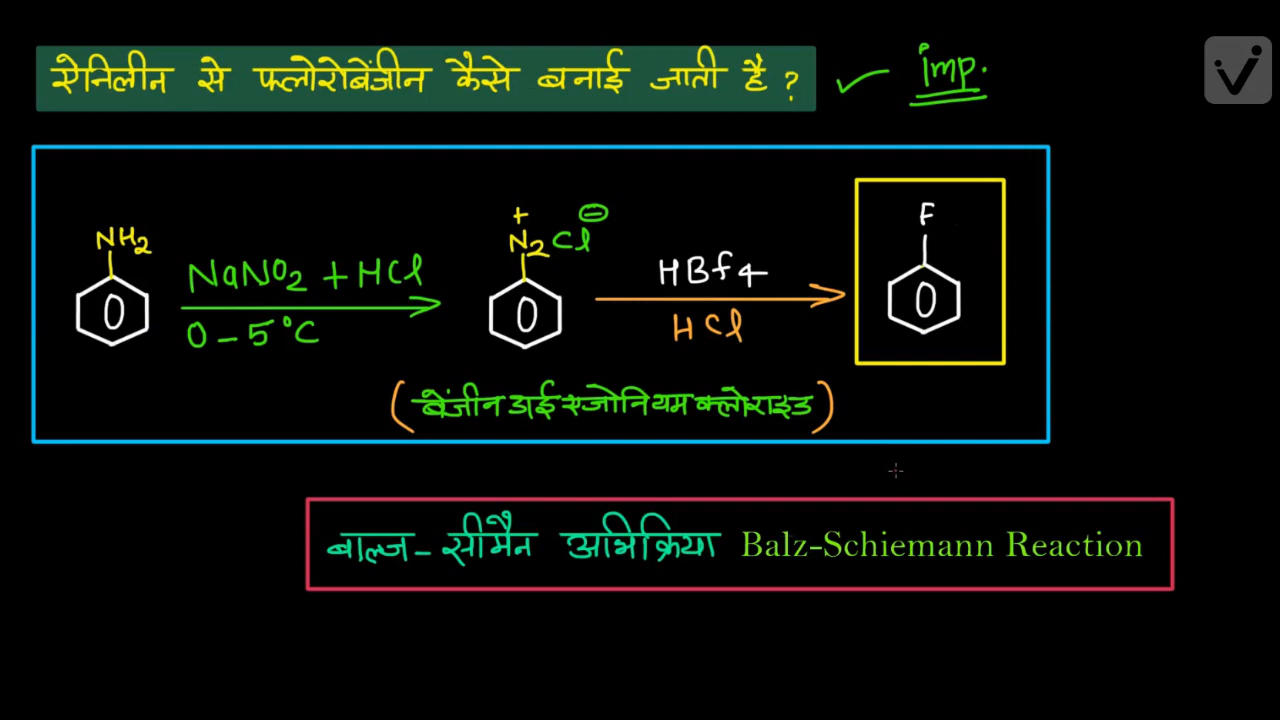 ऐनिलीन से फ्लोरोबेंजीन कैसे बनाई जाती है ? imp.
NH2
NaNO2 + HCl
0 - 5°C
+
N2 Cl -
HBf4
HCl
F
(बेंजीन डाई एजोनियम क्लोराइड)
बाल्ज - सीमैन अभिक्रिया Balz-Schiemann Reaction